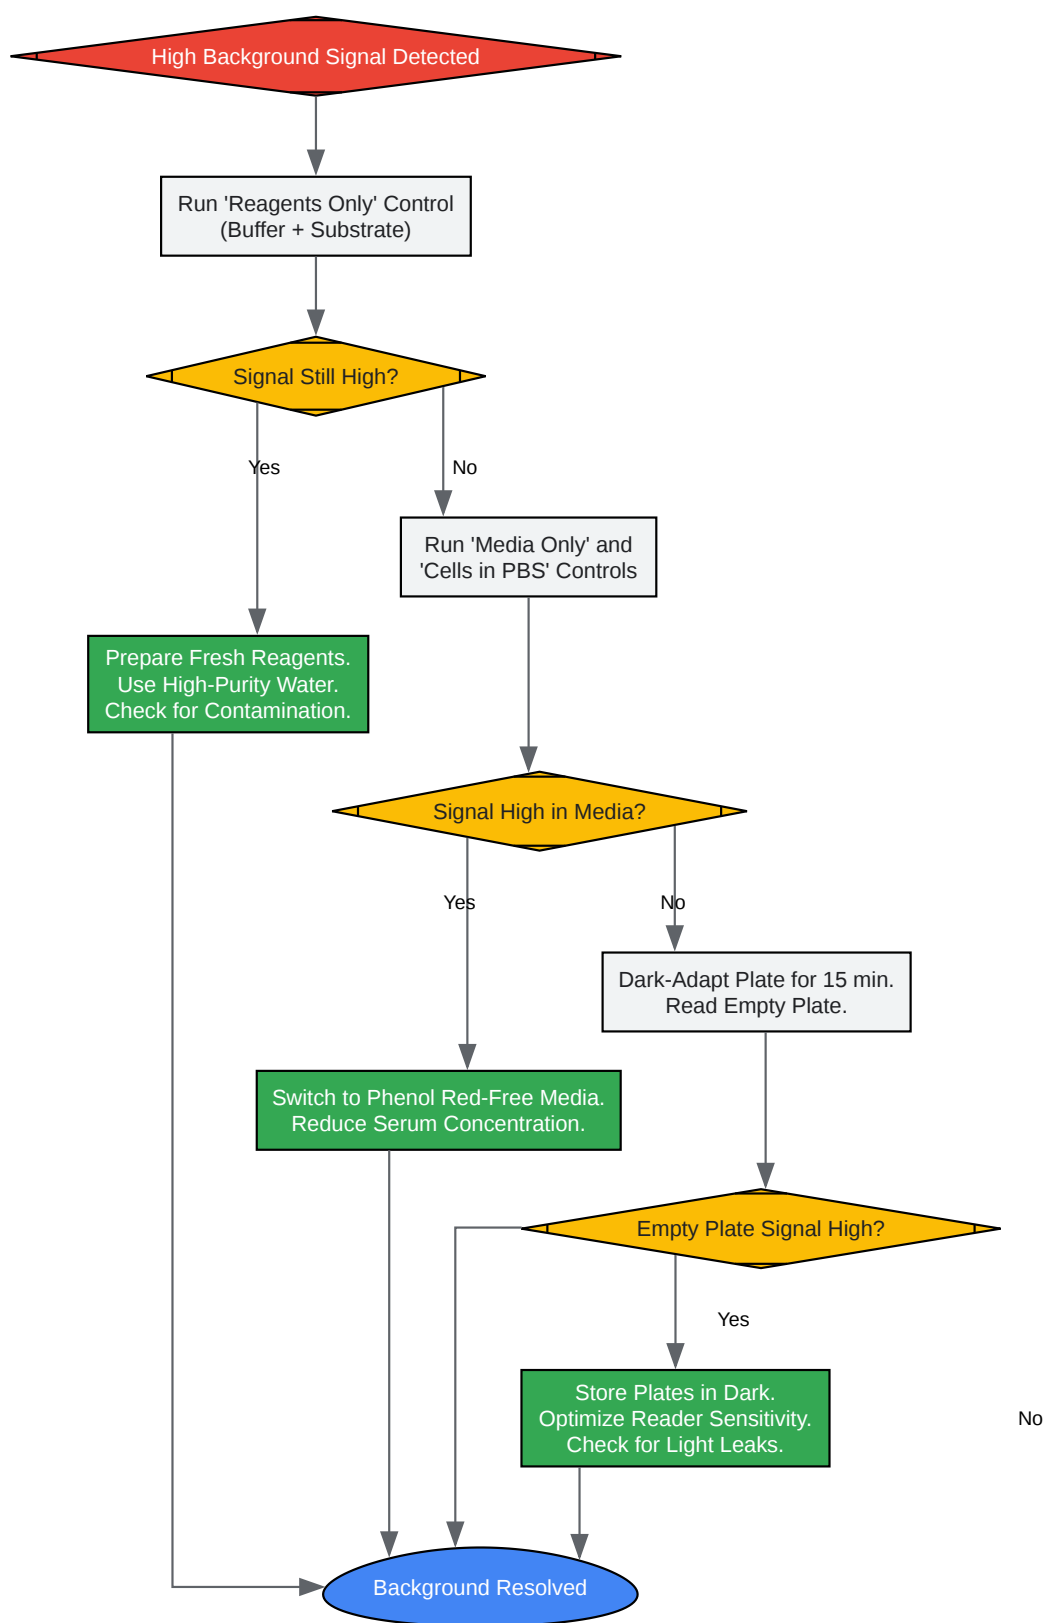 High Background Signal Detected
Run 'Reagents Only' Control
(Buffer + Substrate)
Signal Still High?
Yes
No
Run 'Media Only' and
'Cells in PBS' Controls
Prepare Fresh Reagents.
Use High-Purity Water.
Check for Contamination.
Signal High in Media?
Yes
No
Dark-Adapt Plate for 15 min.
Read Empty Plate.
Switch to Phenol Red-Free Media.
Reduce Serum Concentration.
Empty Plate Signal High?
Yes
Store Plates in Dark.
Optimize Reader Sensitivity.
Check for Light Leaks.
No
Background Resolved